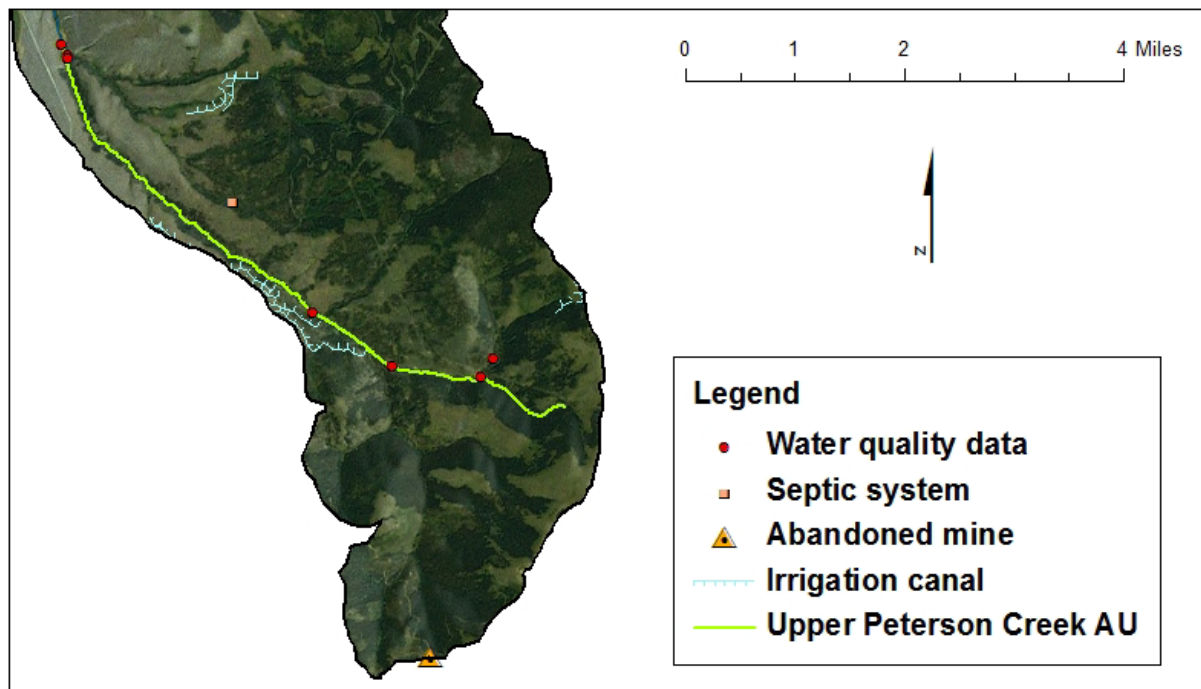 0 1 2 4 Miles
N
Legend
Water quality data
Septic system
Abandoned mine
Irrigation canal
Upper Peterson Creek AU